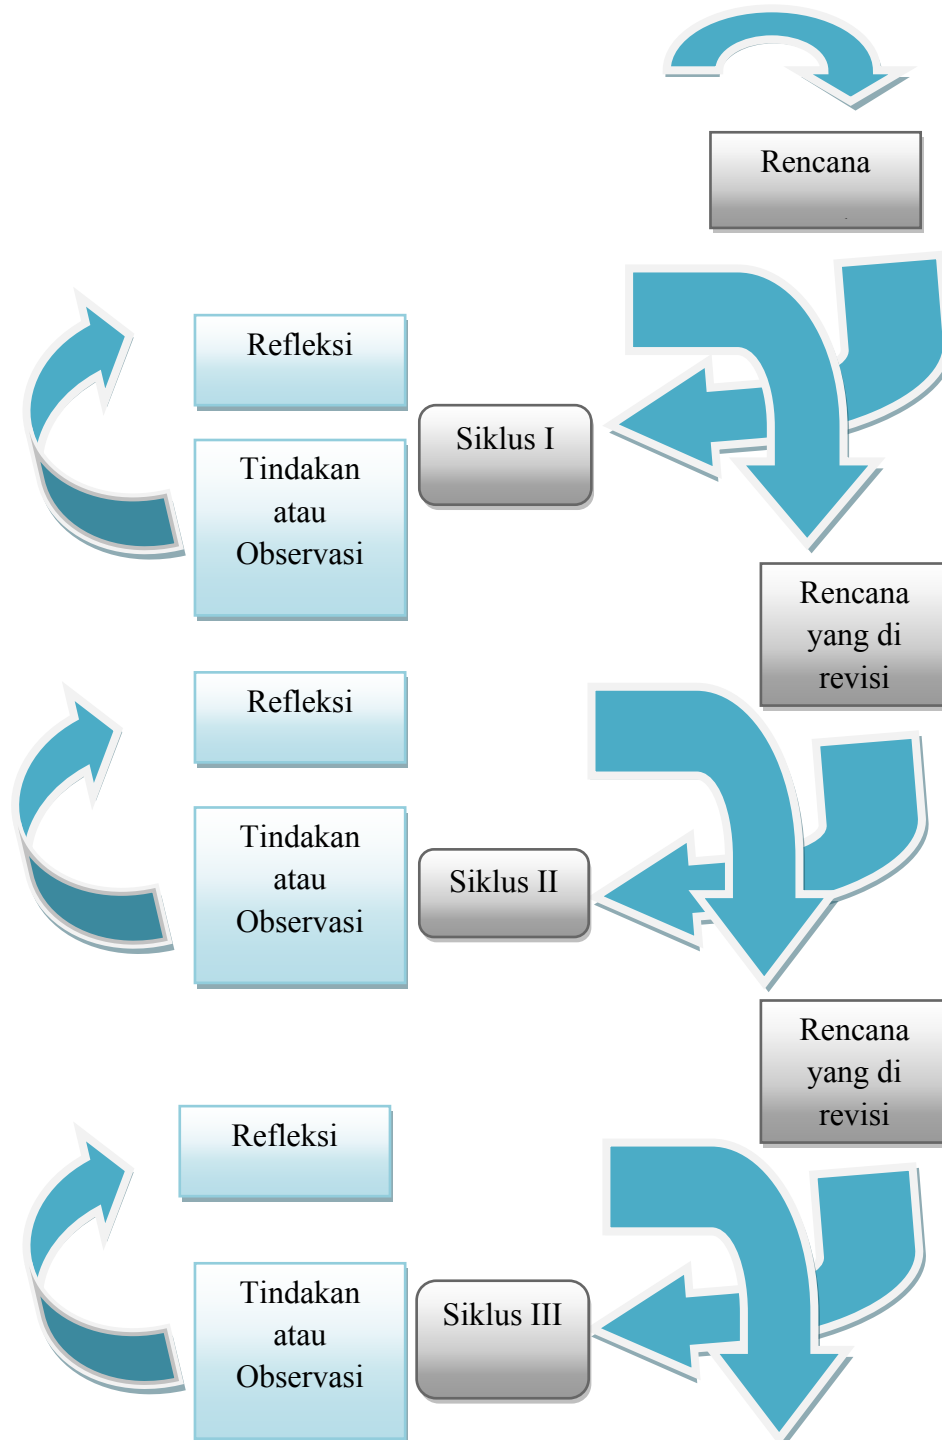 Rencana
Refleksi
Siklus I
Tindakan
atau
Observasi
Rencana
yang di
revisi
Refleksi
Tindakan
atau
Observasi
Siklus II
Rencana
yang di
revisi
Refleksi
Tindakan
atau
Observasi
Siklus III